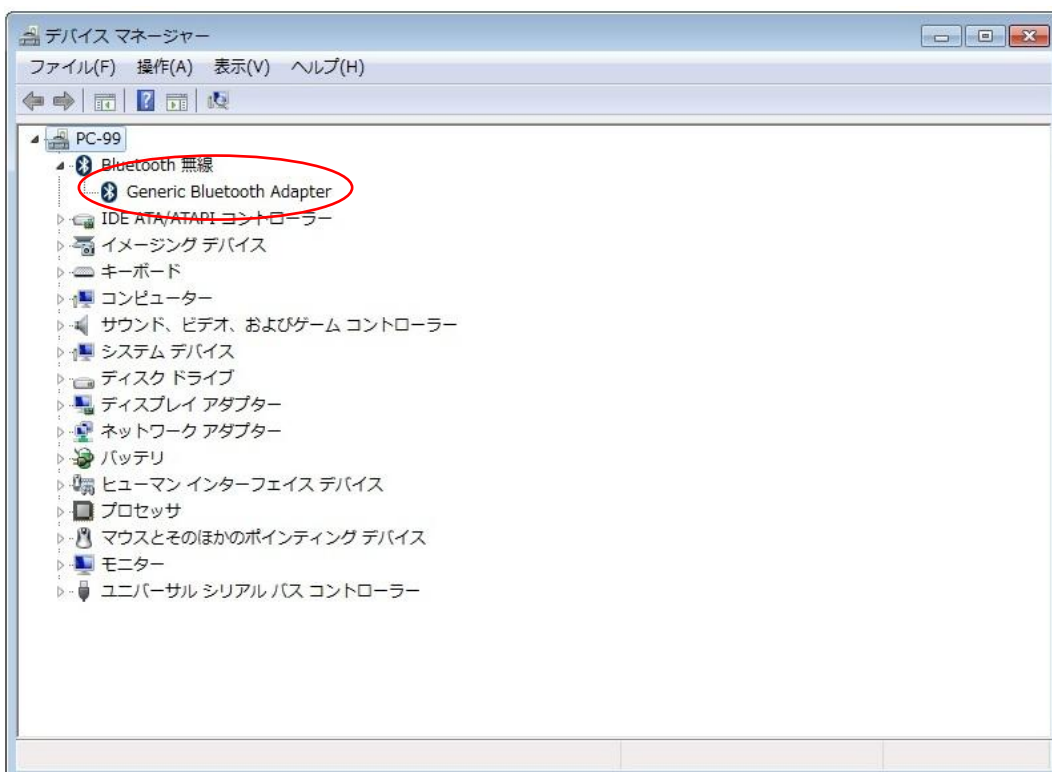 デバイス マネージャー
ファイル(F) 操作(A) 表示(V) ヘルプ(H)
PC-99
Bluetooth 無線
Generic Bluetooth Adapter
IDE ATA/ATAPI コントローラー
イメージング デバイス
キーボード
コンピューター
サウンド、ビデオ、およびゲーム コントローラー
システム デバイス
ディスク ドライブ
ディスプレイ アダプター
ネットワーク アダプター
バッテリ
ヒューマン インターフェイス デバイス
プロセッサ
マウスとそのほかのポインティング デバイス
モニター
ユニバーサル シリアル バス コントローラー